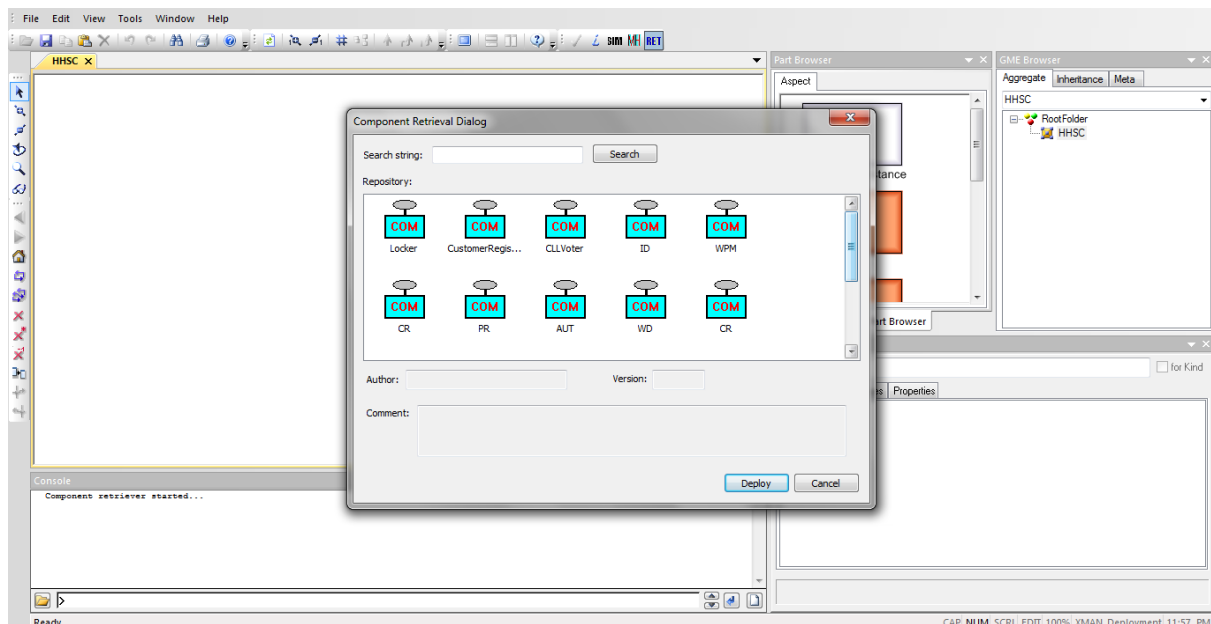 File Edit View Tools Window Help
SIM MH RET
HHSC
Part Browser
GME Browser
Aspect
Aggregate Inheritance Meta
HHSC
RootFolder
HHSC
Component Retrieval Dialog
Search string:
Search
Repository:
tance
COM COM COM COM COM
Locker CustomerRegis... CLLVoter ID WPM
COM COM COM COM COM
CR PR AUT WD CR
art Browser
Author:
Version:
for Kind
es Properties
Comment:
Deploy Cancel
Console
Component retriever started...
Ready
CAP NUM SCRL EDIT 100% XMAN Deployment 11:57 PM